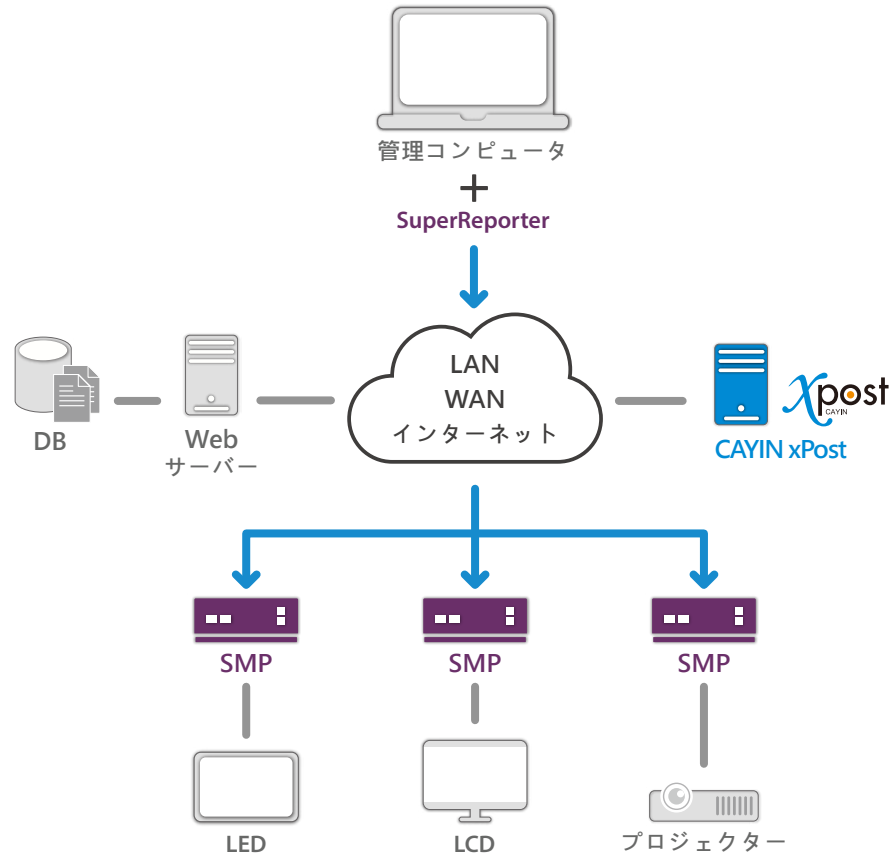 管理コンピュータ
+
SuperReporter
LAN
WAN
インターネット
DB
Web
サーバー
Xpost
CAYIN
CAYIN xPost
SMP
SMP
SMP
LED
LCD
プロジェクター